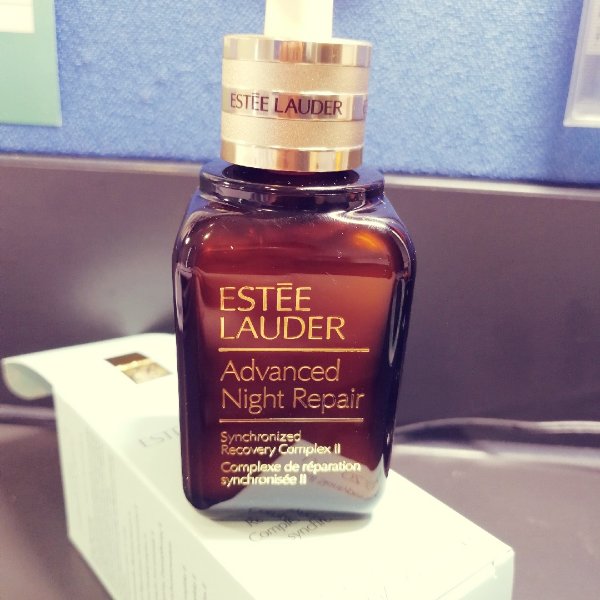 ESTĒE LAUDER
ESTĒE
LAUDER
Advanced
Night Repair
Synchronized
Recovery Complex II
Complexe de réparation
synchronisée II